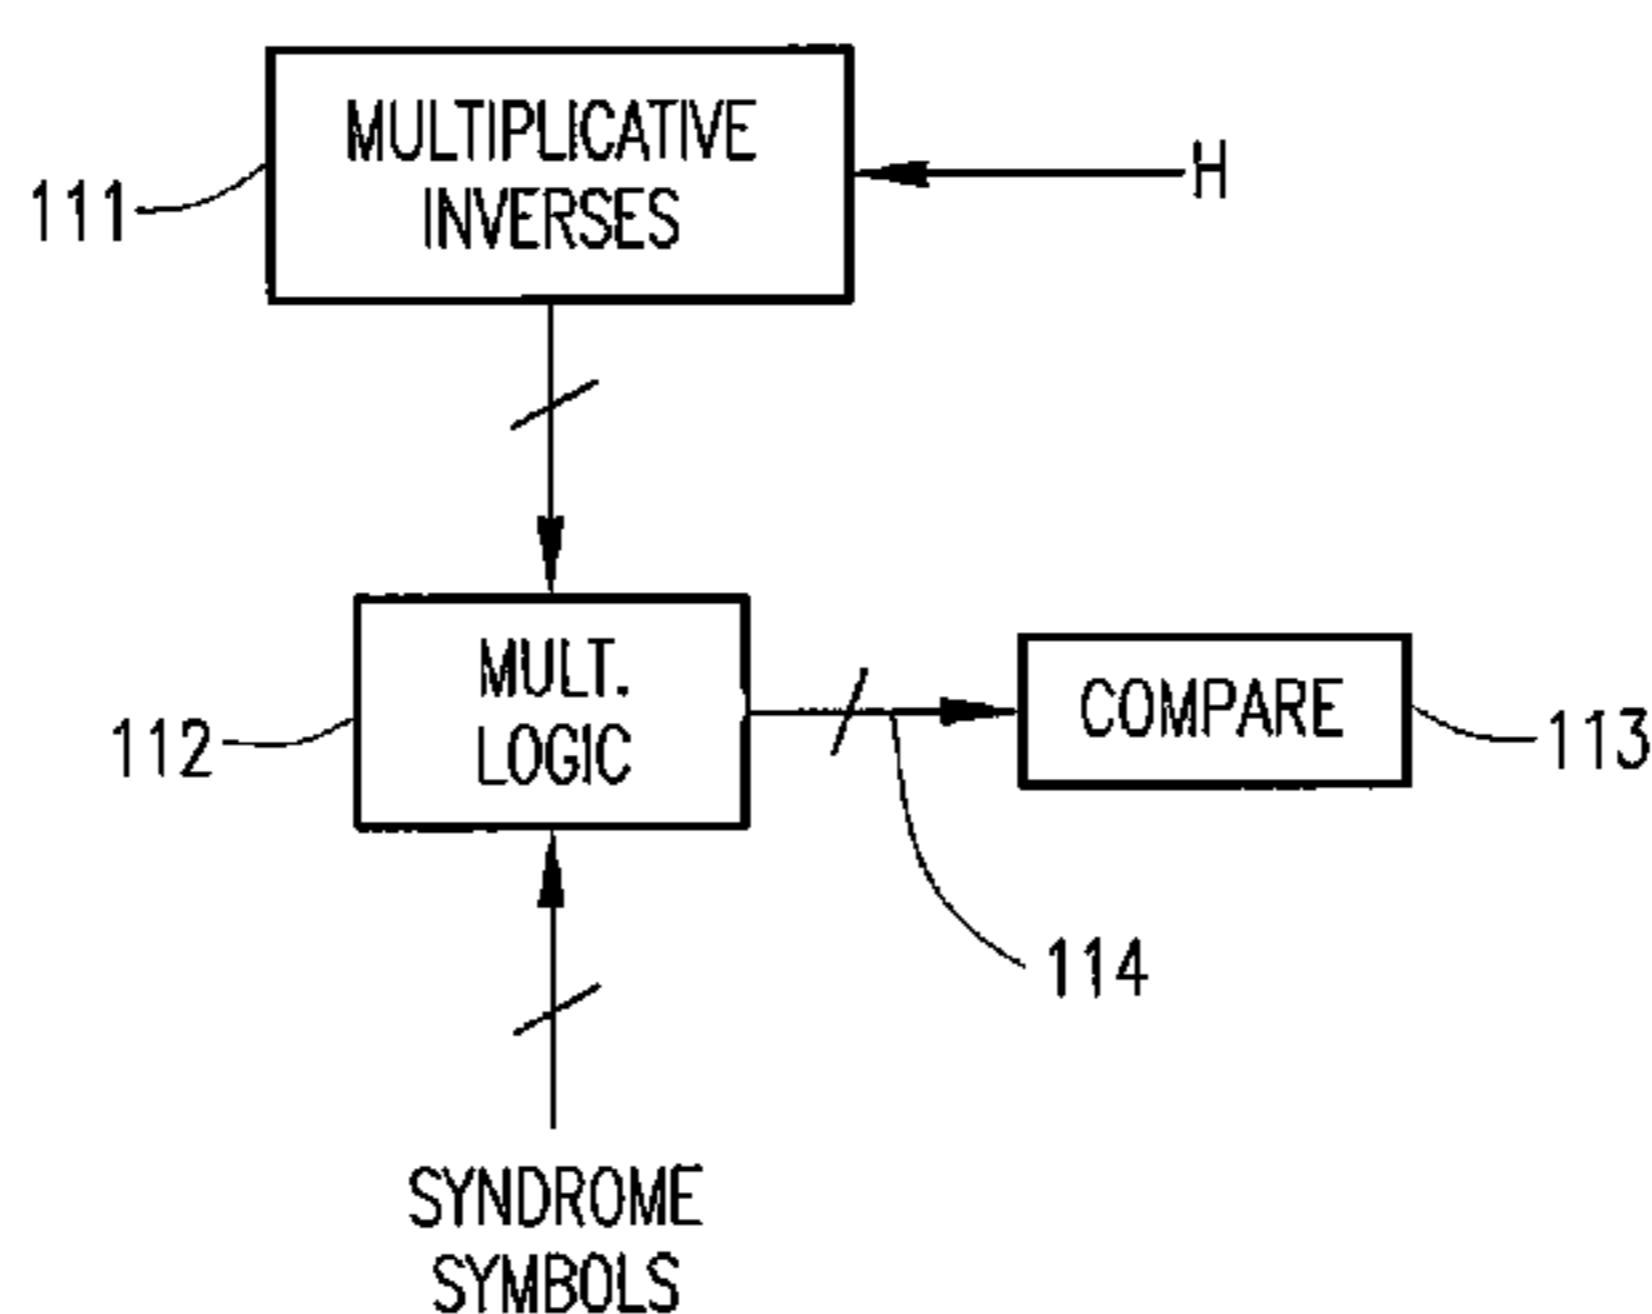 MULTIPLICATIVE
INVERSES
H
111
MULT.
LOGIC
COMPARE
112
113
114
SYNDROME
SYMBOLS